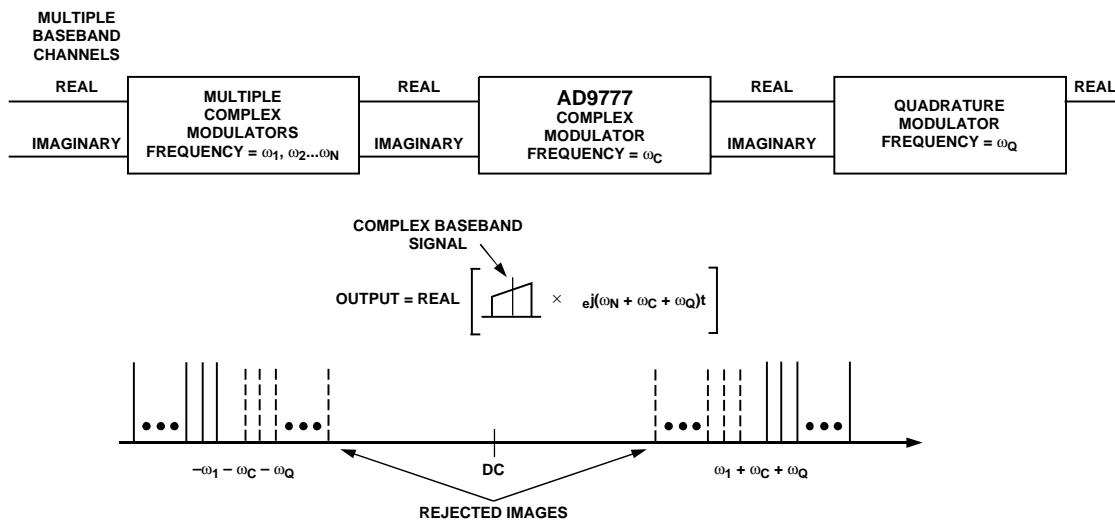 MULTIPLE
BASEBAND
CHANNELS
REAL
IMAGINARY
MULTIPLE
COMPLEX
MODULATORS
FREQUENCY = ω1, ω2...ωN
REAL
IMAGINARY
AD9777
COMPLEX
MODULATOR
FREQUENCY = ωC
REAL
IMAGINARY
QUADRATURE
MODULATOR
FREQUENCY = ωQ
REAL
COMPLEX BASEBAND
SIGNAL
OUTPUT = REAL × ej(ωN + ωC + ωQ)t
–ω1 – ωC – ωQ
DC
ω1 + ωC + ωQ
REJECTED IMAGES